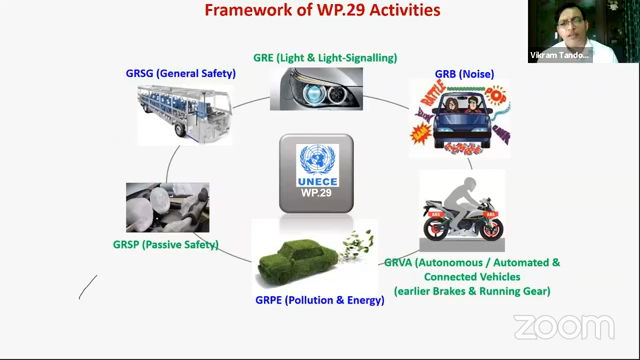 Framework of WP.29 Activities
Vikram Tando...
GRE (Light & Light-Signalling)
GRSG (General Safety)
GRB (Noise)
RATTLE
UNECE
WP.29
GRSP (Passive Safety)
GRVA (Autonomous / Automated &
Connected Vehicles
(earlier Brakes & Running Gear)
GRPE (Pollution & Energy)
zoom